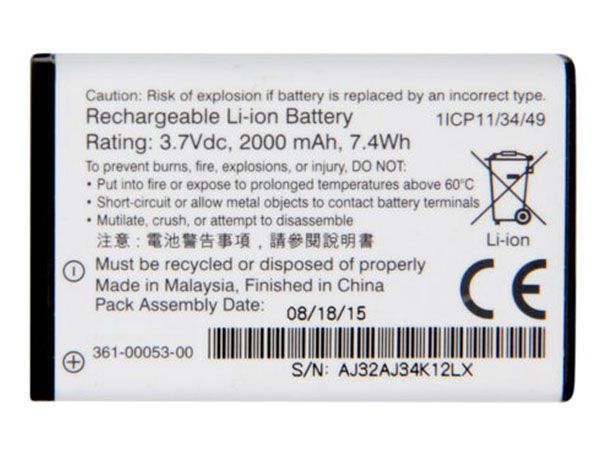 Caution: Risk of explosion if battery is replaced by an incorrect type.
Rechargeable Li-ion Battery 1ICP11/34/49
Rating: 3.7Vdc, 2000 mAh, 7.4Wh
To prevent burns, fire, explosions, or injury, DO NOT:
• Put into fire or expose to prolonged temperatures above 60°C
• Short-circuit or allow metal objects to contact battery terminals
• Mutilate, crush, or attempt to disassemble
Li-ion
注意：電池警告事項，請參閱說明書
Must be recycled or disposed of properly
Made in Malaysia, Finished in China
CE
Pack Assembly Date: 08/18/15
361-00053-00
S/N: AJ32AJ34K12LX